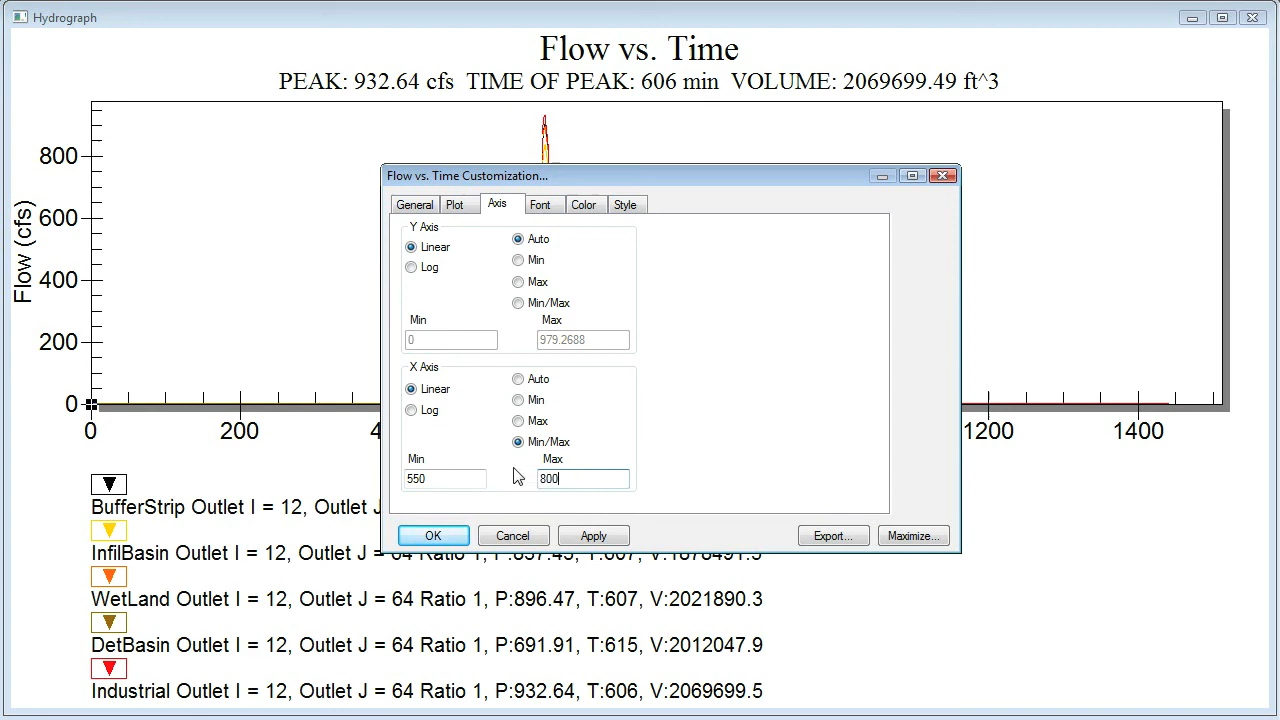 Hydrograph
Flow vs. Time
PEAK: 932.64 cfs TIME OF PEAK: 606 min VOLUME: 2069699.49 ft^3
Flow (cfs)
800
600
400
200
0
0 200 4 1200 1400
Flow vs. Time Customization...
General Plot Axis Font Color Style
Y Axis
Linear
Log
Auto
Min
Max
Min/Max
Min Max
0 979.2688
X Axis
Linear
Log
Auto
Min
Max
Min/Max
Min Max
550 800
OK Cancel Apply Export... Maximize...
BufferStrip Outlet I = 12, Outlet J
InfilBasin Outlet I = 12, Outlet J = 64 Ratio 1,
WetLand Outlet I = 12, Outlet J = 64 Ratio 1, P:896.47, T:607, V:2021890.3
DetBasin Outlet I = 12, Outlet J = 64 Ratio 1, P:691.91, T:615, V:2012047.9
Industrial Outlet I = 12, Outlet J = 64 Ratio 1, P:932.64, T:606, V:2069699.5